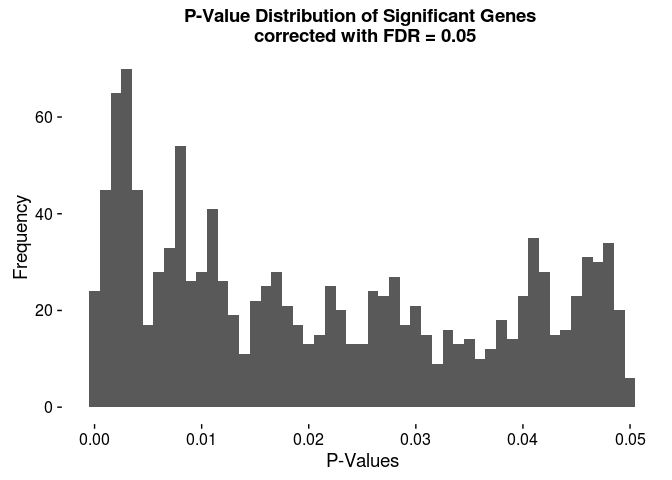 P-Value Distribution of Significant Genes
corrected with FDR = 0.05
60
40
20
0
Frequency
0.00 0.01 0.02 0.03 0.04 0.05
P-Values